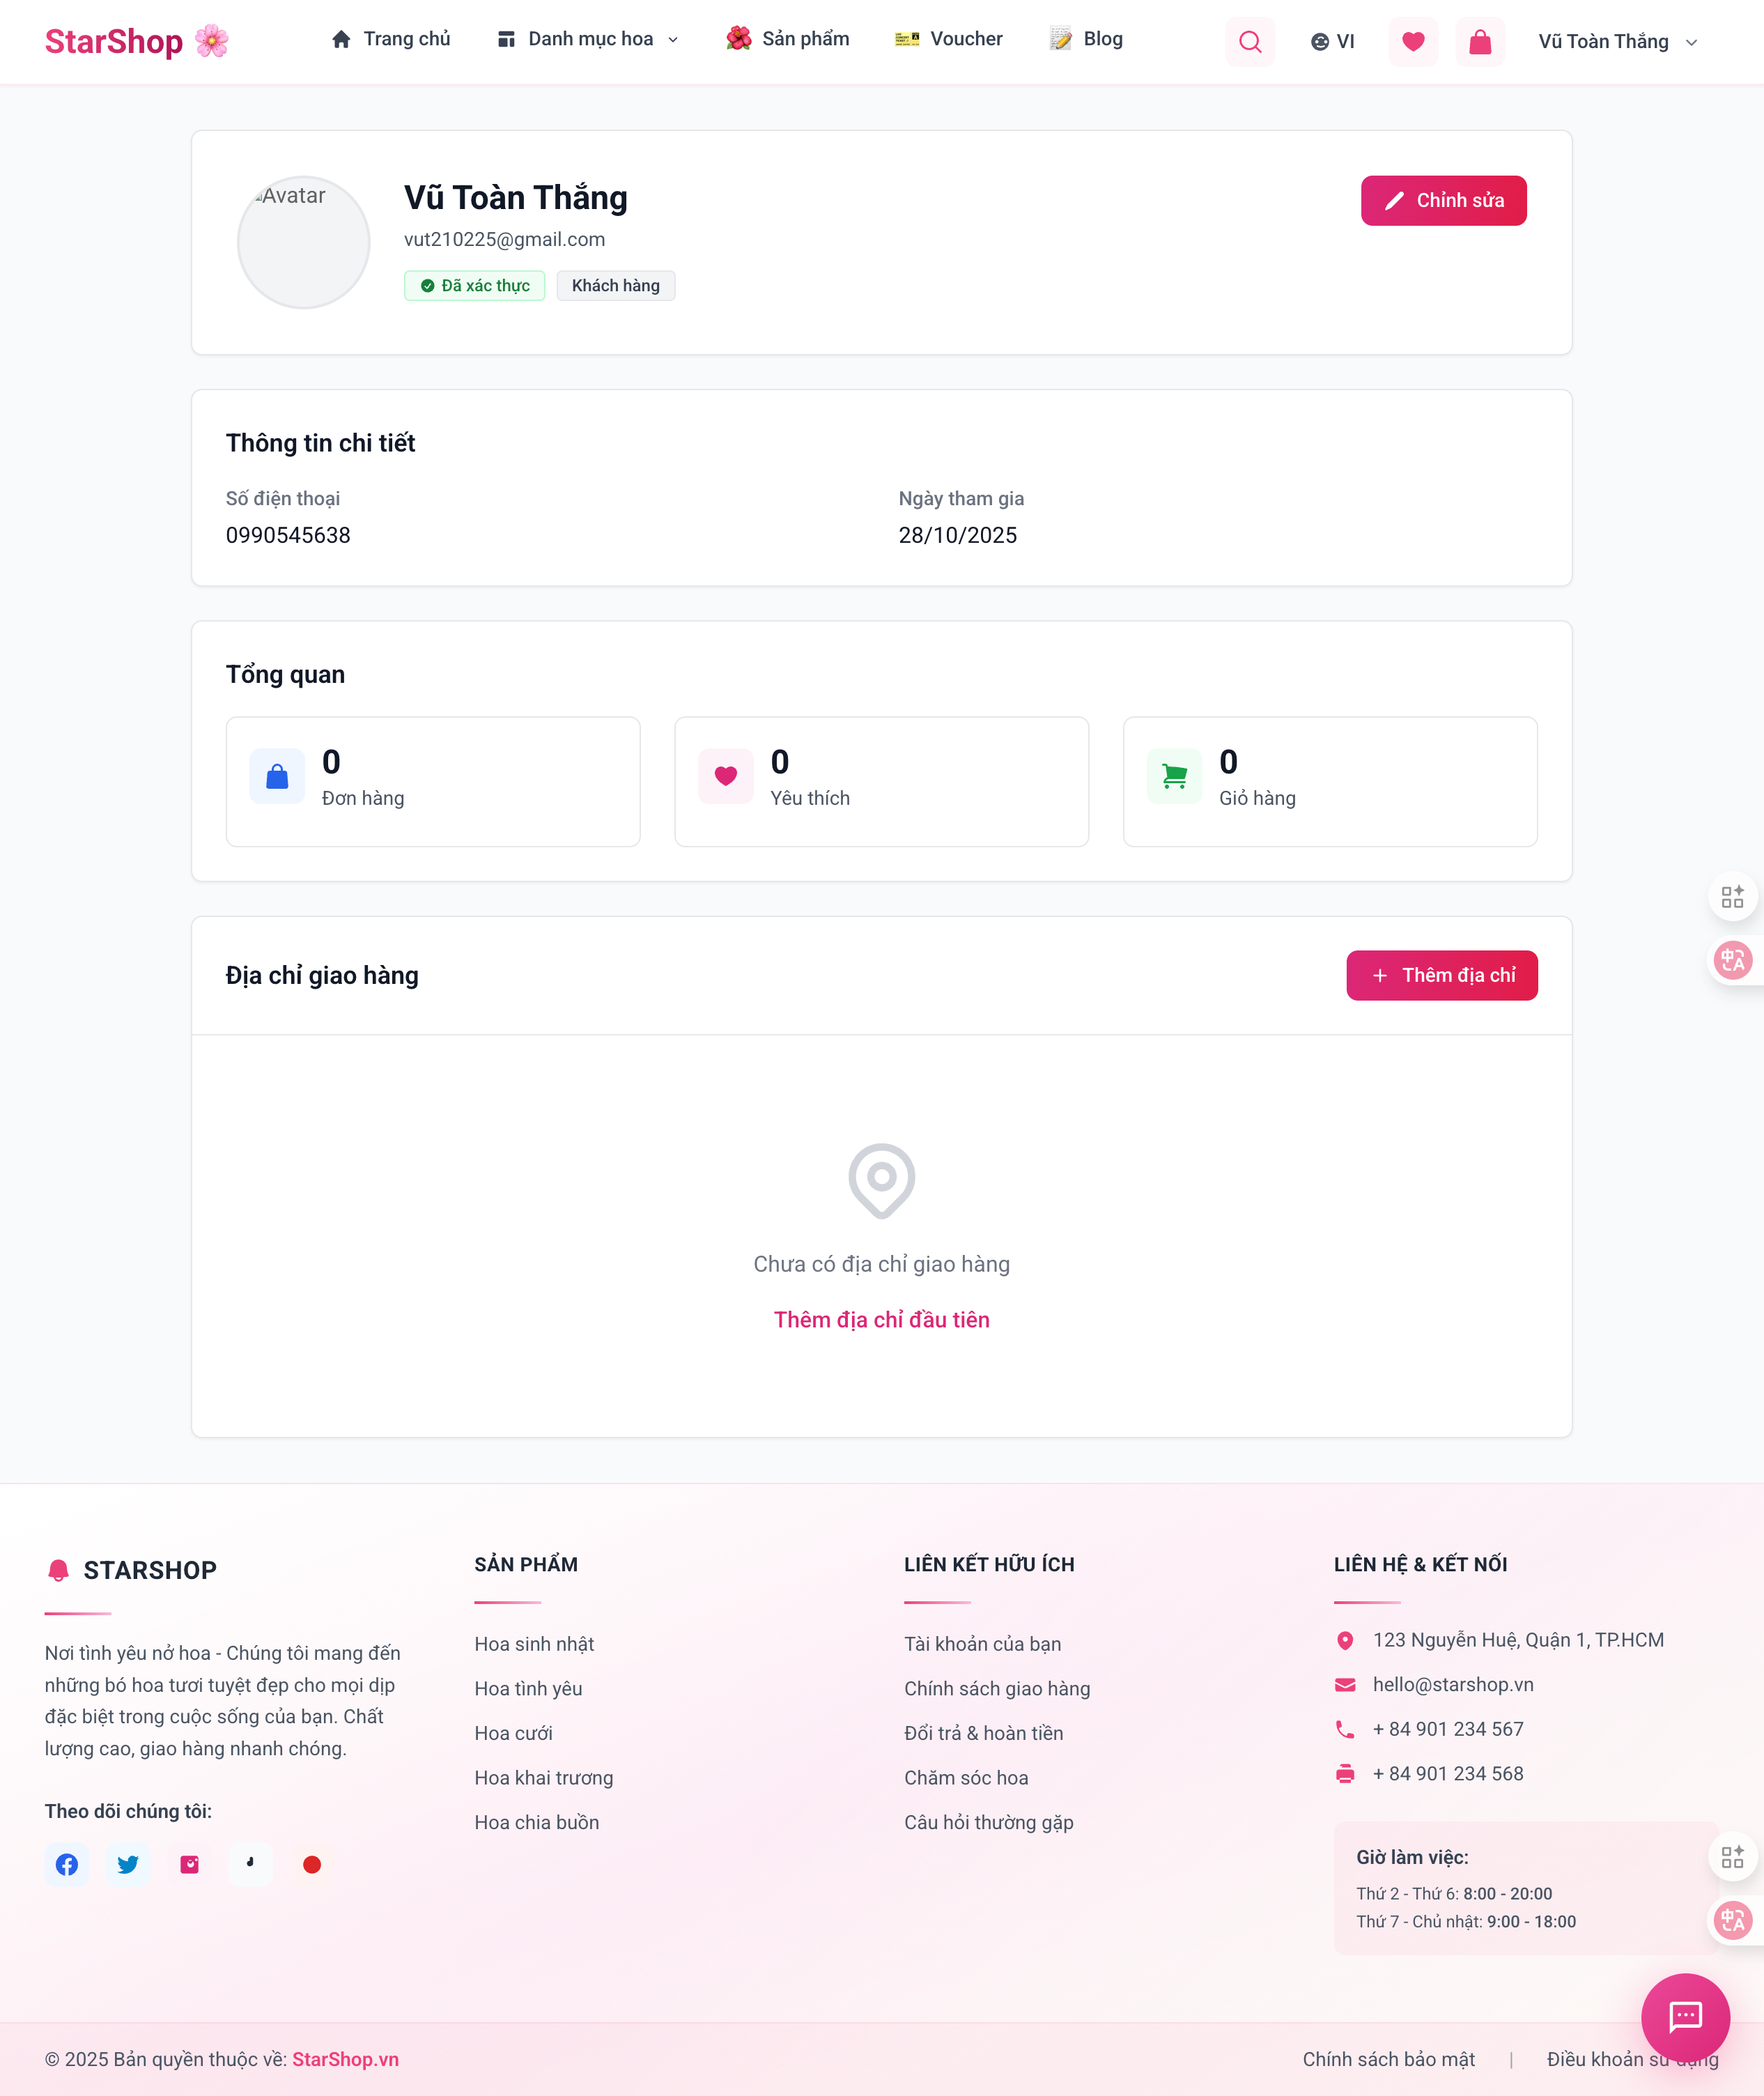 StarShop
Trang chủ
Danh mục hoa
Sản phẩm
Voucher
Blog
VI
Vũ Toàn Thắng
Avatar
Vũ Toàn Thắng
Chỉnh sửa
vut210225@gmail.com
Đã xác thực
Khách hàng
Thông tin chi tiết
Số điện thoại
0990545638
Ngày tham gia
28/10/2025
Tổng quan
0
Đơn hàng
0
Yêu thích
0
Giỏ hàng
Địa chỉ giao hàng
Thêm địa chỉ
Chưa có địa chỉ giao hàng
Thêm địa chỉ đầu tiên
STARSHOP
Nơi tình yêu nở hoa - Chúng tôi mang đến
những bó hoa tươi tuyệt đẹp cho mọi dịp
đặc biệt trong cuộc sống của bạn. Chất
lượng cao, giao hàng nhanh chóng.
Theo dõi chúng tôi:
SẢN PHẨM
Hoa sinh nhật
Hoa tình yêu
Hoa cưới
Hoa khai trương
Hoa chia buồn
LIÊN KẾT HỮU ÍCH
Tài khoản của bạn
Chính sách giao hàng
Đổi trả & hoàn tiền
Chăm sóc hoa
Câu hỏi thường gặp
LIÊN HỆ & KẾT NỐI
123 Nguyễn Huệ, Quận 1, TP.HCM
hello@starshop.vn
+ 84 901 234 567
+ 84 901 234 568
Giờ làm việc:
Thứ 2 - Thứ 6: 8:00 - 20:00
Thứ 7 - Chủ nhật: 9:00 - 18:00
© 2025 Bản quyền thuộc về: StarShop.vn
Chính sách bảo mật | Điều khoản sử dụng